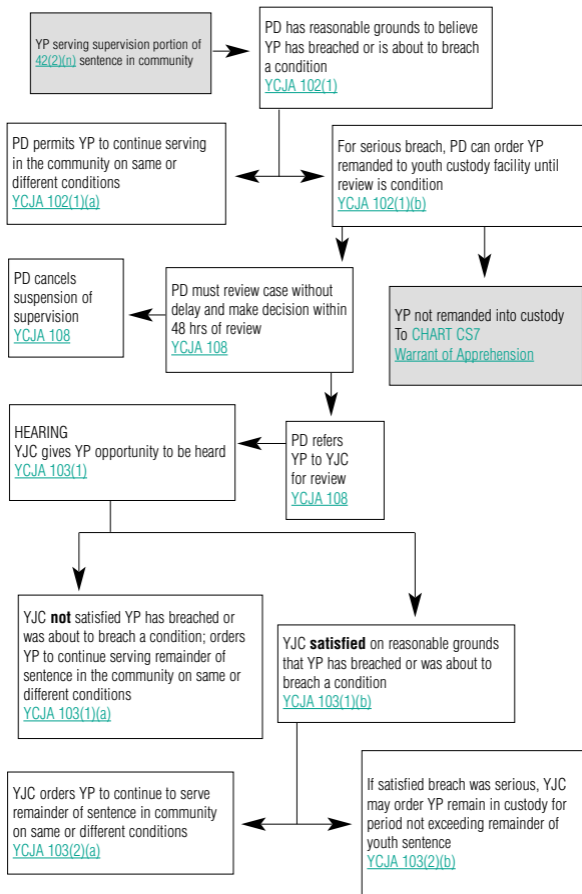 YP serving supervision portion of
42(2)(n) sentence in community
PD has reasonable grounds to believe
YP has breached or is about to breach
a condition
YCJA 102(1)
PD permits YP to continue serving
in the community on same or
different conditions
YCJA 102(1)(a)
For serious breach, PD can order YP
remanded to youth custody facility until
review is condition
YCJA 102(1)(b)
PD cancels
suspension of
supervision
YCJA 108
PD must review case without
delay and make decision within
48 hrs of review
YCJA 108
YP not remanded into custody
To CHART CS7
Warrant of Apprehension
HEARING
YJC gives YP opportunity to be heard
YCJA 103(1)
PD refers
YP to YJC
for review
YCJA 108
YJC not satisfied YP has breached or
was about to breach a condition; orders
YP to continue serving remainder of
sentence in the community on same or
different conditions
YCJA 103(1)(a)
YJC satisfied on reasonable grounds
that YP has breached or was about to
breach a condition
YCJA 103(1)(b)
YJC orders YP to continue to serve
remainder of sentence in community
on same or different conditions
YCJA 103(2)(a)
If satisfied breach was serious, YJC
may order YP remain in custody for
period not exceeding remainder of
youth sentence
YCJA 103(2)(b)